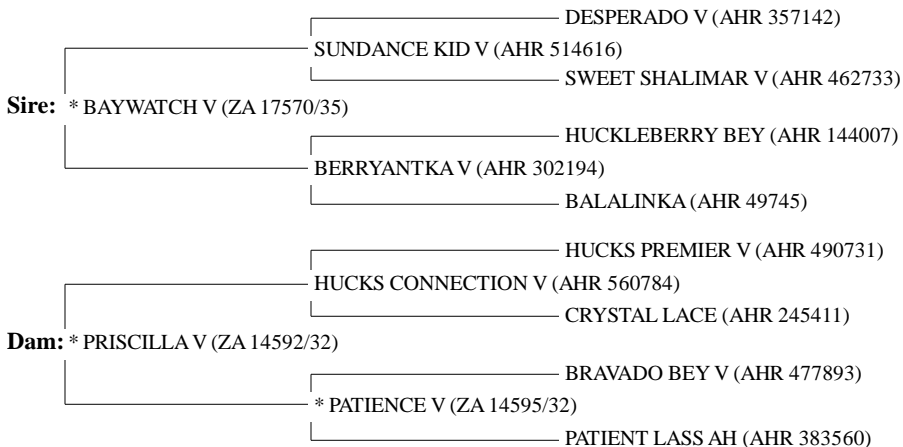 DESPERADO V (AHR 357142)
SUNDANCE KID V (AHR 514616)
SWEET SHALIMAR V (AHR 462733)
Sire: * BAYWATCH V (ZA 17570/35)
HUCKLEBERRY BEY (AHR 144007)
BERRYANTKA V (AHR 302194)
BALALINKA (AHR 49745)
HUCKS PREMIER V (AHR 490731)
HUCKS CONNECTION V (AHR 560784)
CRYSTAL LACE (AHR 245411)
Dam: * PRISCILLA V (ZA 14592/32)
BRAVADO BEY V (AHR 477893)
* PATIENCE V (ZA 14595/32)
PATIENT LASS AH (AHR 383560)